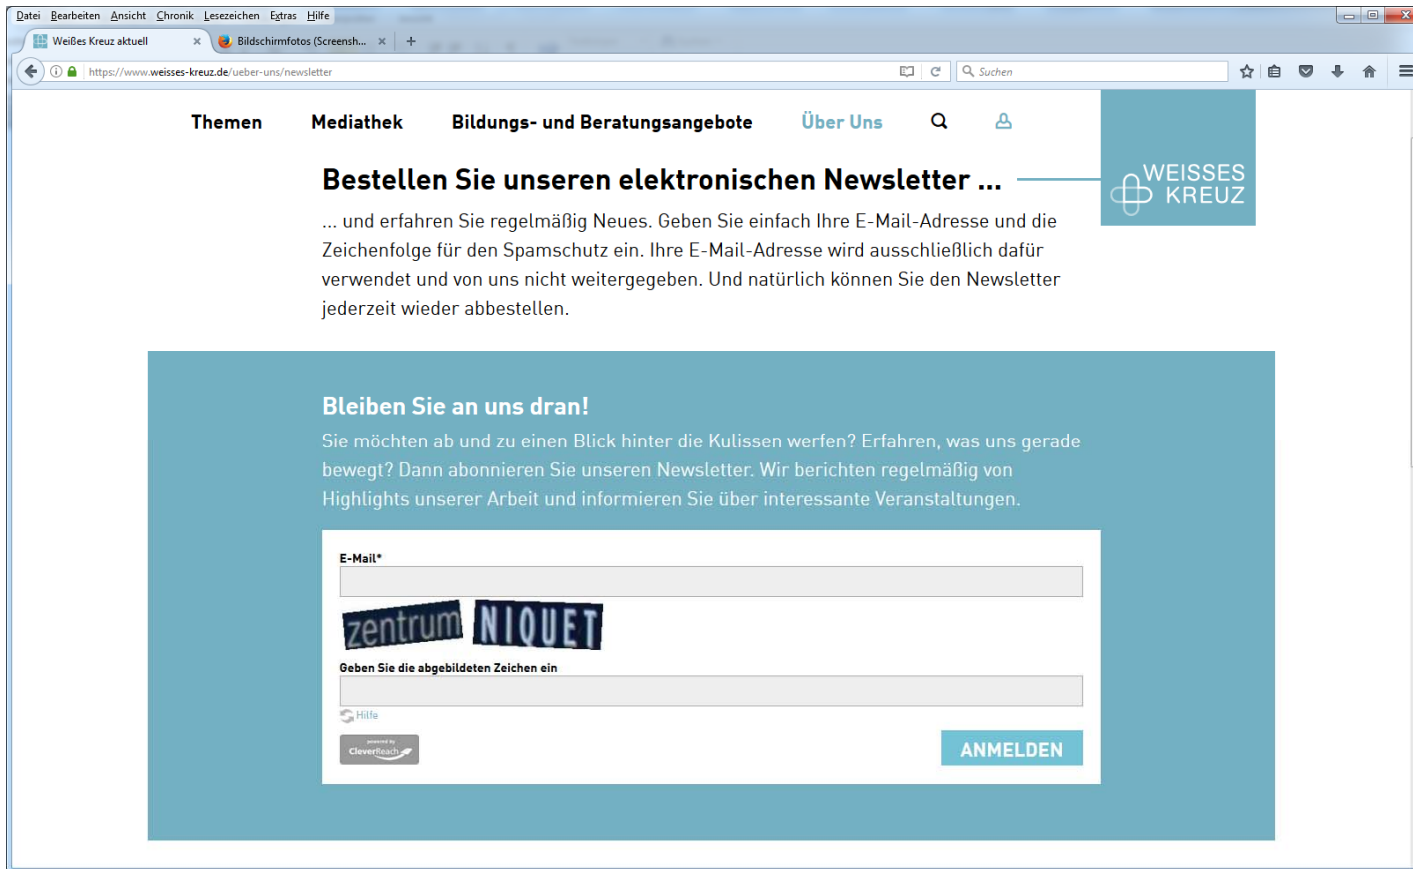 Datei Bearbeiten Ansicht Chronik Lesezeichen Extras Hilfe
Weißes Kreuz aktuell × Bildschirmfotos (Screensh... × +
https://www.weisses-kreuz.de/ueber-uns/newsletter Suchen
Themen Mediathek Bildungs- und Beratungsangebote Über Uns
WEISSES
KREUZ
Bestellen Sie unseren elektronischen Newsletter ...
... und erfahren Sie regelmäßig Neues. Geben Sie einfach Ihre E-Mail-Adresse und die
Zeichenfolge für den Spamschutz ein. Ihre E-Mail-Adresse wird ausschließlich dafür
verwendet und von uns nicht weitergegeben. Und natürlich können Sie den Newsletter
jederzeit wieder abbestellen.
Bleiben Sie an uns dran!
Sie möchten ab und zu einen Blick hinter die Kulissen werfen? Erfahren, was uns gerade
bewegt? Dann abonnieren Sie unseren Newsletter. Wir berichten regelmäßig von
Highlights unserer Arbeit und informieren Sie über interessante Veranstaltungen.
E-Mail*
zentrum NIQUET
Geben Sie die abgebildeten Zeichen ein
Hilfe
powered by
CleverReach
ANMELDEN